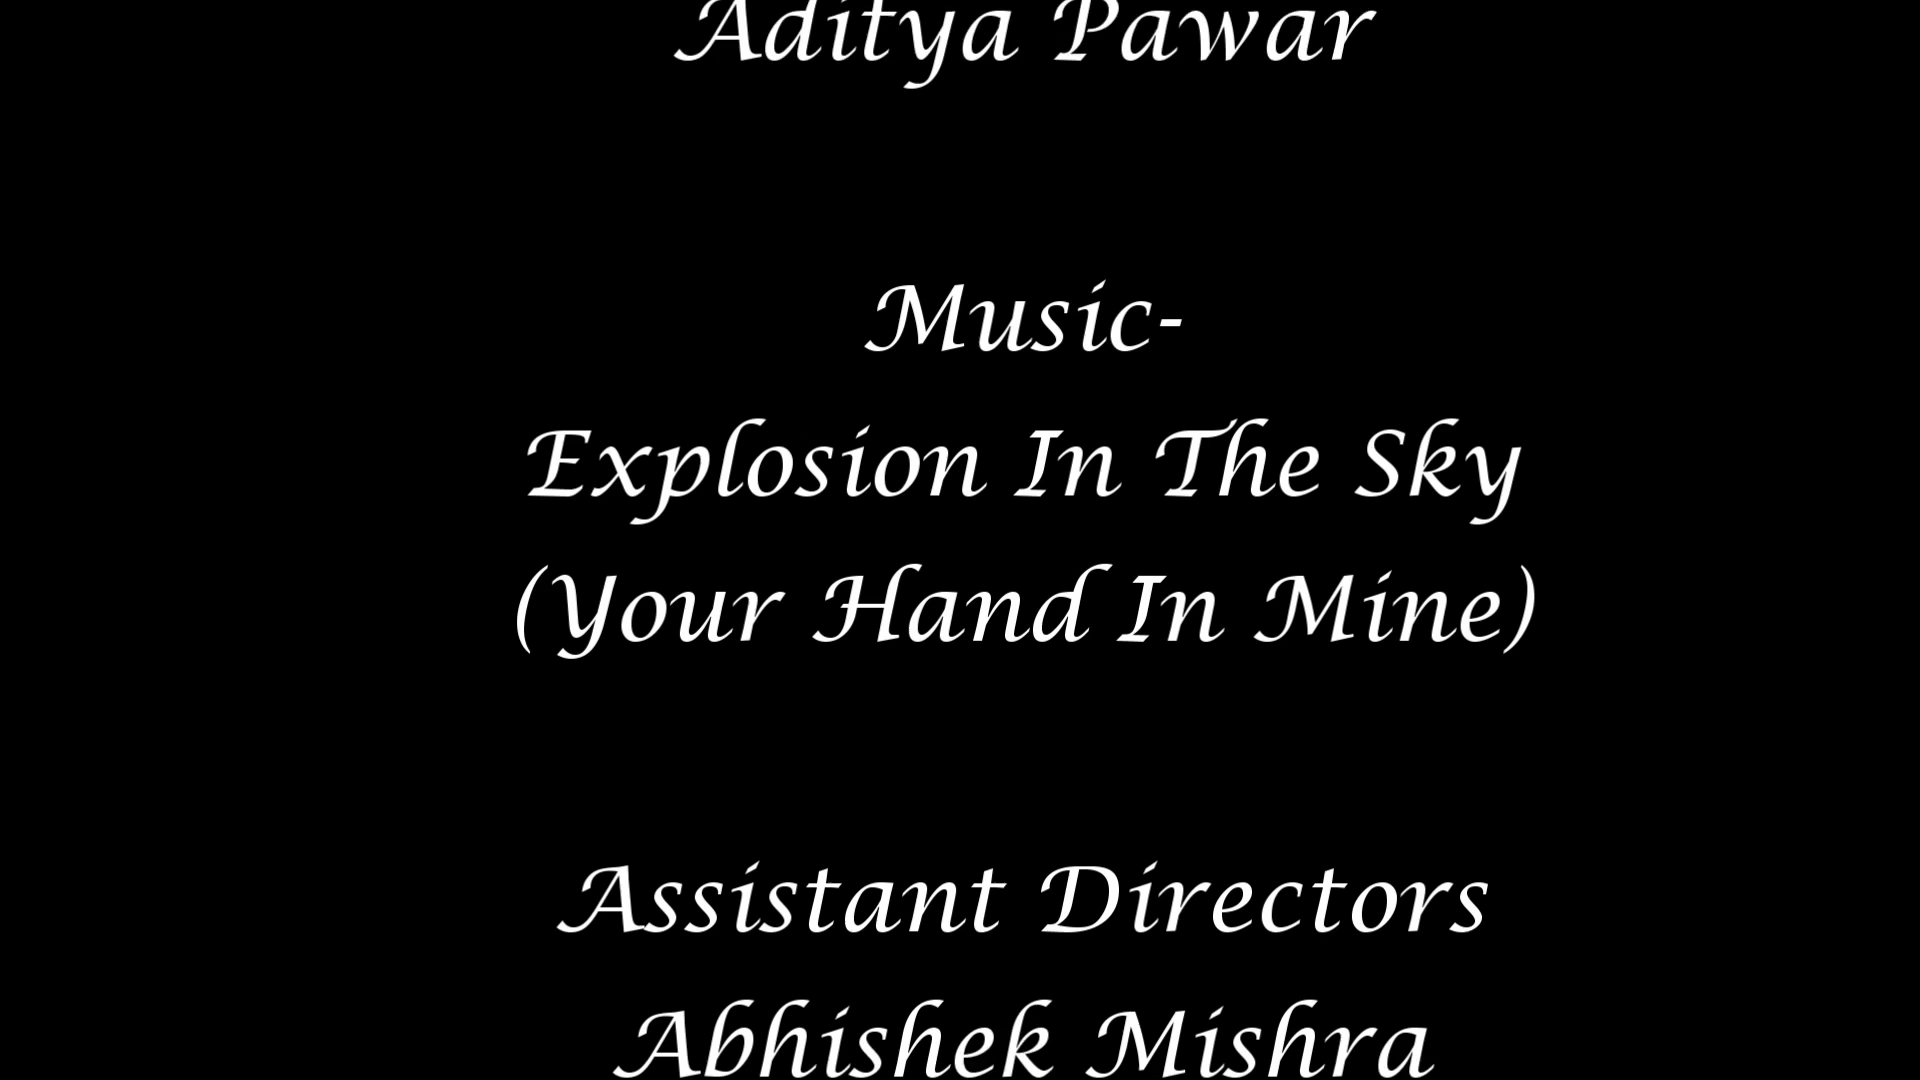 Aditya Pawar
Music-
Explosion In The Sky
(Your Hand In Mine)
Assistant Directors
Abhishek Mishra